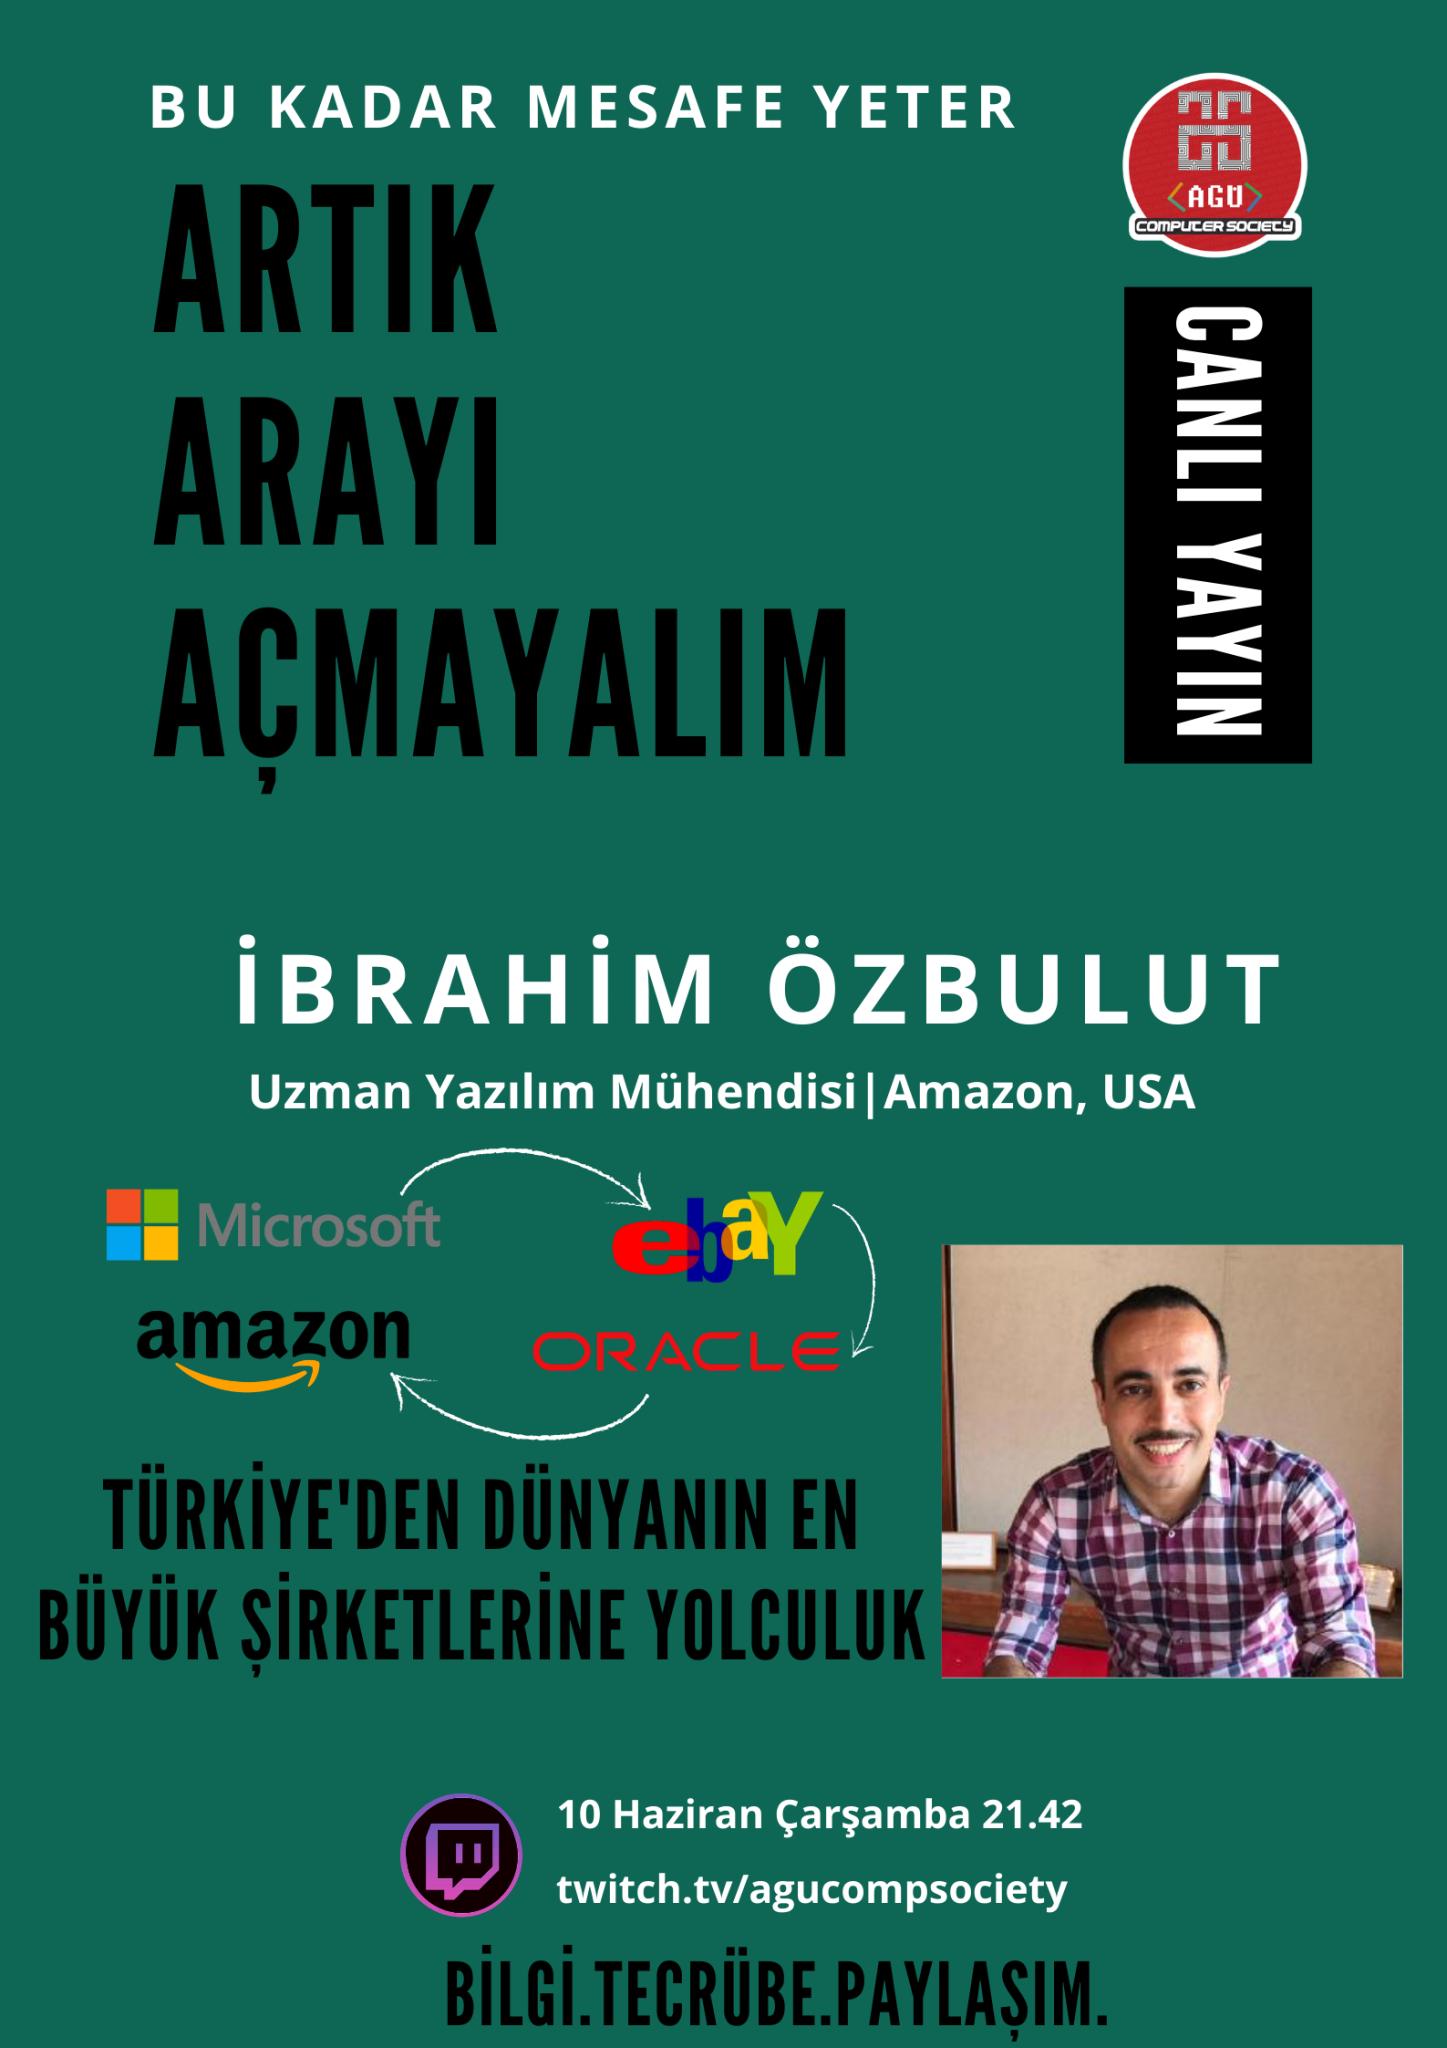 BU KADAR MESAFE YETER
ARTIK
ARAYI
AÇMAYALIM
<AGÜ>
COMPUTER SOCIETY
CANLI YAYIN
İBRAHİM ÖZBULUT
Uzman Yazılım Mühendisi|Amazon, USA
Microsoft
ebaY
amazon
ORACLE
TÜRKİYE'DEN DÜNYANIN EN
BÜYÜK ŞİRKETLERİNE YOLCULUK
10 Haziran Çarşamba 21.42
twitch.tv/agucompsociety
BİLGİ.TECRÜBE.PAYLAŞIM.